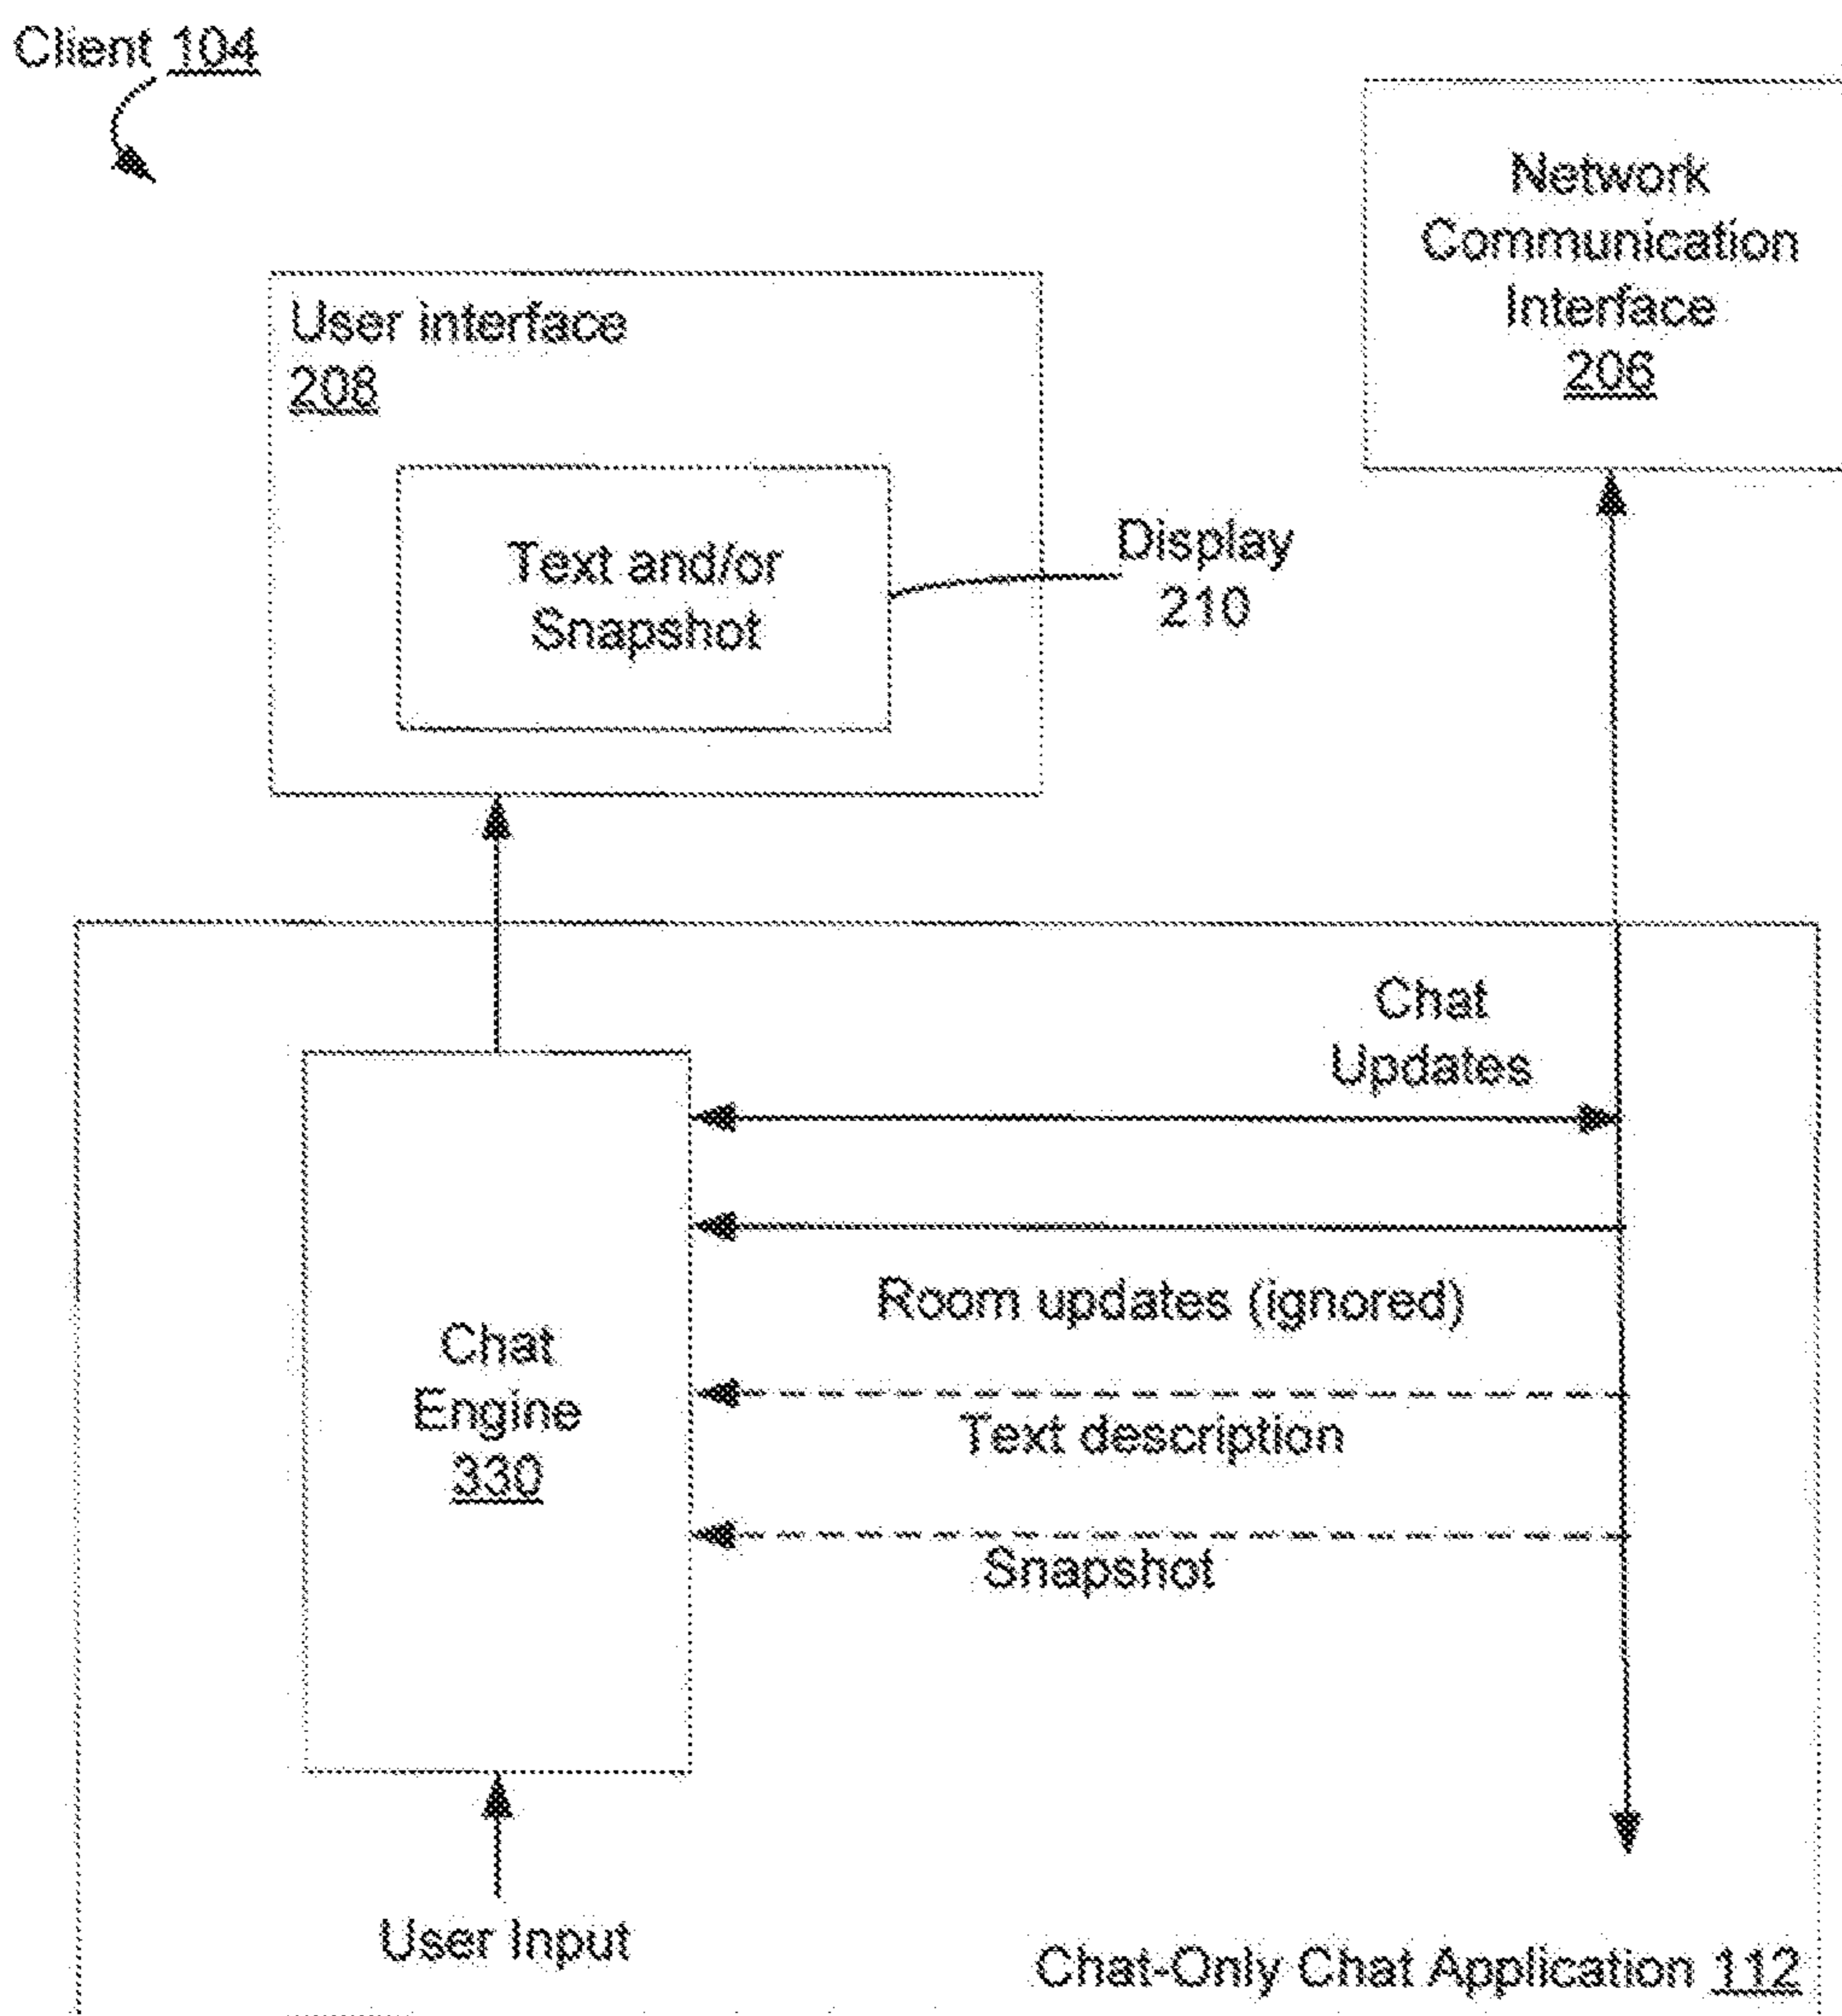 Client 104
Network
Communication
Interface
206
User interface
208
Text and/or
Snapshot
Display
210
Chat
Updates
Room updates (ignored)
Chat
Engine
330
Text description
Snapshot
User Input
Chat-Only Chat Application 112